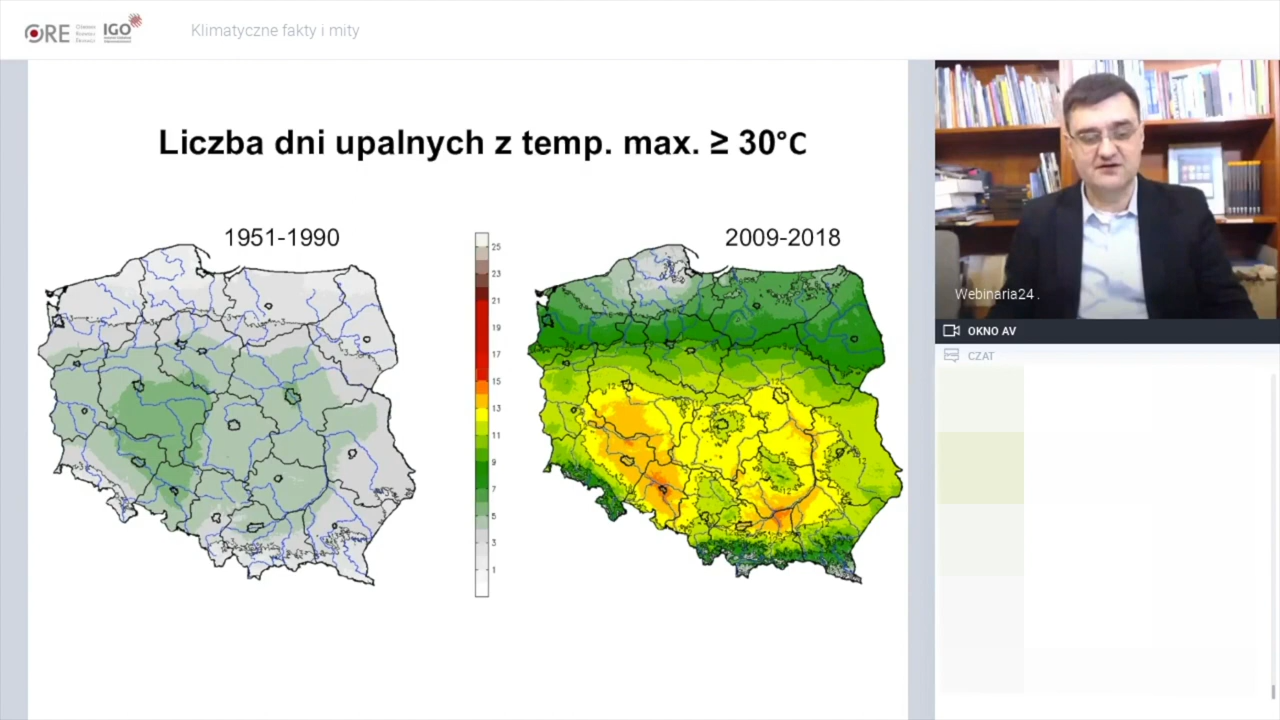 ORE
IGO
Klimatyczne fakty i mity
Liczba dni upalnych z temp. max. ≥ 30°C
1951-1990
2009-2018
25
23
21
19
17
15
13
11
9
7
5
3
1
Webinaria24 .
OKNO AV
CZAT